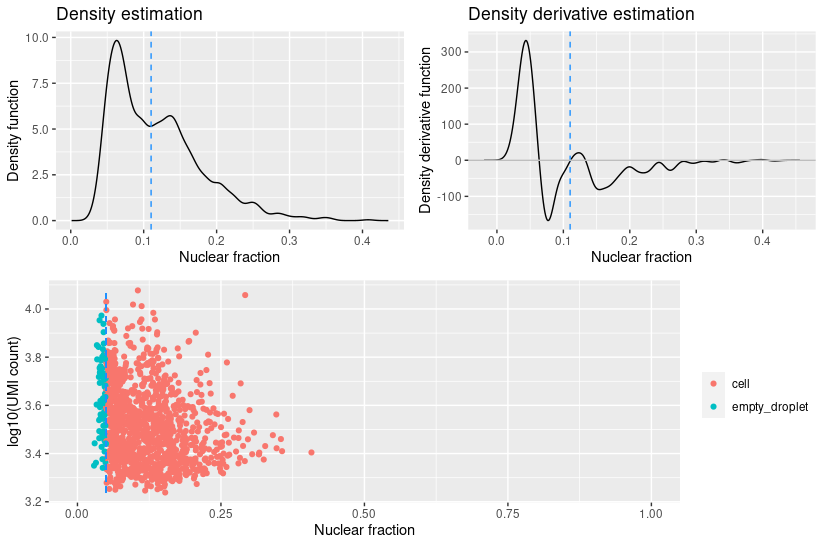 Density estimation
Density function
10.0
7.5
5.0
2.5
0.0
0.0 0.1 0.2 0.3 0.4
Nuclear fraction
Density derivative estimation
Density derivative function
300
200
100
0
-100
0.0 0.1 0.2 0.3 0.4
Nuclear fraction
log10(UMI count)
4.0
3.8
3.6
3.4
3.2
0.00 0.25 0.50 0.75 1.00
Nuclear fraction
cell
empty_droplet